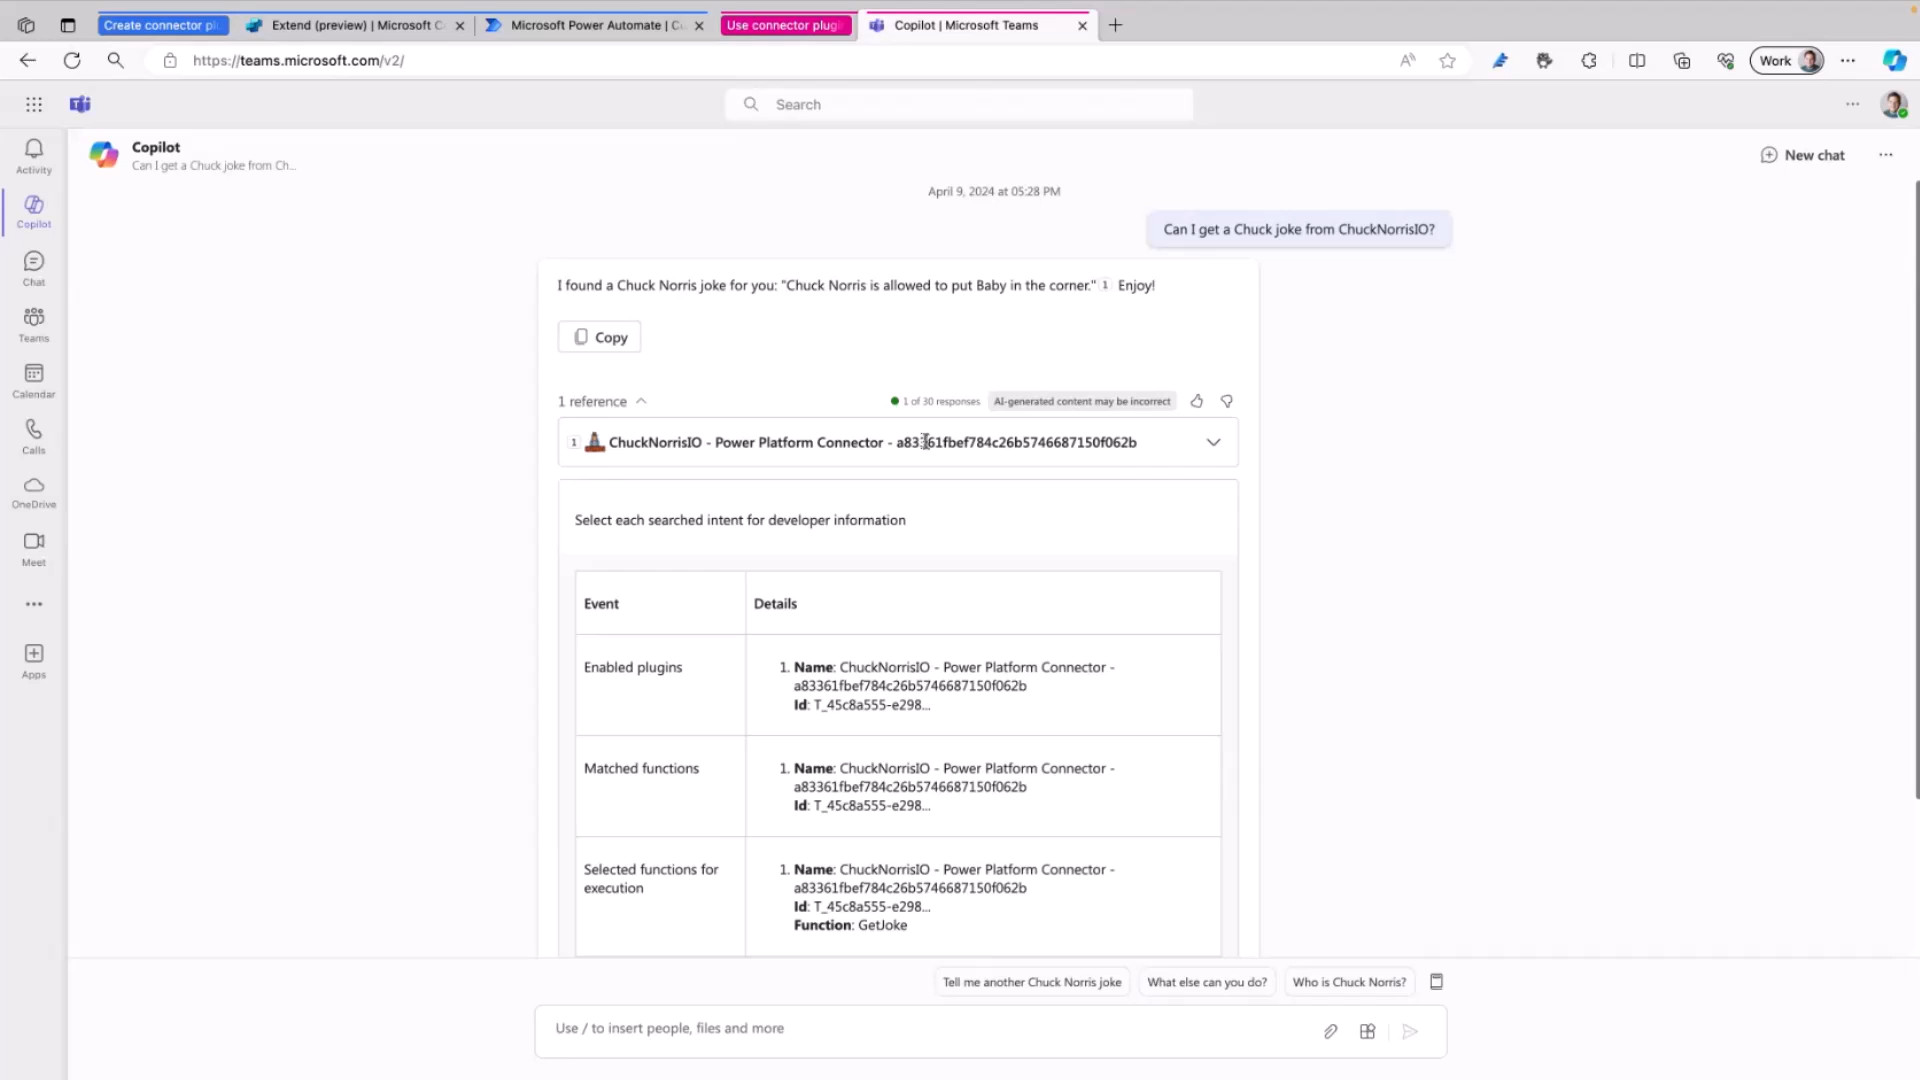 Create connector pl
Extend (preview) | Microsoft C
Microsoft Power Automate | C
Use connector plugi
Copilot | Microsoft Teams
https://teams.microsoft.com/v2/
Work
Search
Activity
Copilot
Chat
Teams
Calendar
Calls
OneDrive
Meet
Apps
Copilot
Can I get a Chuck joke from Ch...
New chat
April 9, 2024 at 05:28 PM
Can I get a Chuck joke from ChuckNorrisIO?
I found a Chuck Norris joke for you: "Chuck Norris is allowed to put Baby in the corner." 1 Enjoy!
Copy
1 reference
1 of 30 responses
AI-generated content may be incorrect
1 ChuckNorrisIO - Power Platform Connector - a83361fbef784c26b5746687150f062b
Select each searched intent for developer information
Event
Details
Enabled plugins
1. Name: ChuckNorrisIO - Power Platform Connector -
a83361fbef784c26b5746687150f062b
Id: T_45c8a555-e298...
Matched functions
1. Name: ChuckNorrisIO - Power Platform Connector -
a83361fbef784c26b5746687150f062b
Id: T_45c8a555-e298...
Selected functions for
execution
1. Name: ChuckNorrisIO - Power Platform Connector -
a83361fbef784c26b5746687150f062b
Id: T_45c8a555-e298...
Function: GetJoke
Tell me another Chuck Norris joke
What else can you do?
Who is Chuck Norris?
Use / to insert people, files and more